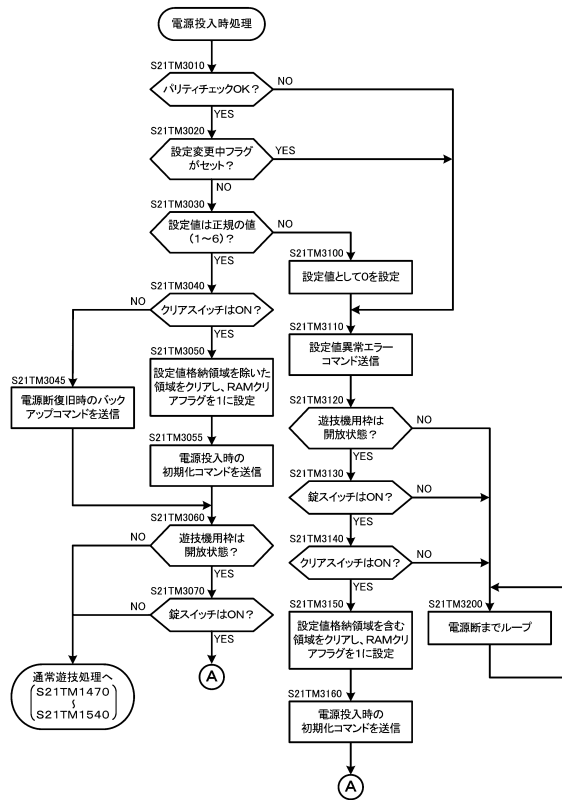 電源投入時処理
S21TM3010
パリティチェックOK?
NO
YES
S21TM3020
設定変更中フラグ
がセット?
YES
NO
S21TM3030
設定値は正規の値
(1~6)?
NO
YES
S21TM3100
設定値として0を設定
S21TM3040
クリアスイッチはON?
NO
YES
S21TM3110
設定値異常エラー
コマンド送信
S21TM3050
設定値格納領域を除いた
領域をクリアし、RAMクリ
アフラグを1に設定
S21TM3045
電源断復旧時のバック
アップコマンドを送信
S21TM3120
遊技機用枠は
開放状態?
NO
YES
S21TM3055
電源投入時の
初期化コマンドを送信
S21TM3130
錠スイッチはON?
NO
YES
S21TM3060
遊技機用枠は
開放状態?
NO
YES
S21TM3140
クリアスイッチはON?
NO
YES
S21TM3070
錠スイッチはON?
NO
YES
A
S21TM3150
設定値格納領域を含む
領域をクリアし、RAMクリ
アフラグを1に設定
S21TM3200
電源断までループ
通常遊技処理へ
S21TM1470
~
S21TM1540
S21TM3160
電源投入時の
初期化コマンドを送信
A